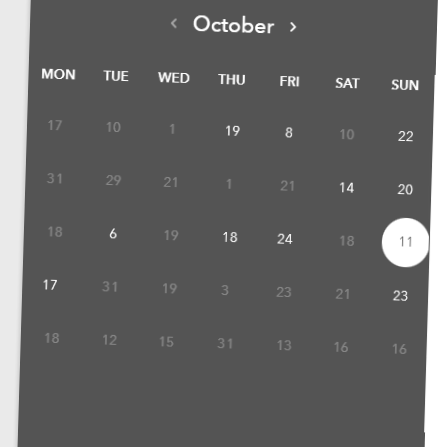 ‹ October ›
MON TUE WED THU FRI SAT SUN
17 10 1 19 8 10 22
31 29 21 1 21 14 20
18 6 19 18 24 18 11
17 31 19 3 23 21 23
18 12 15 31 13 16 16